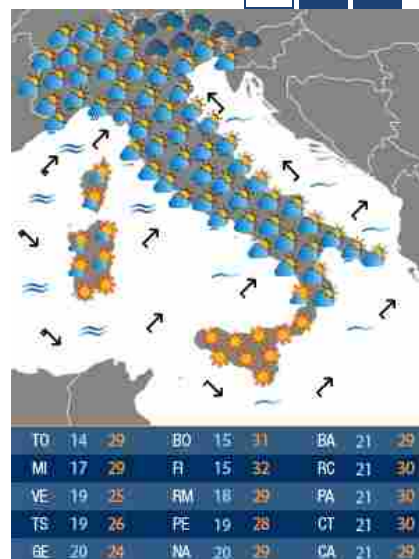 TO 14 29 BO 15 31 BA 21 29
MI 17 29 FI 15 32 RC 21 30
VE 19 25 RM 18 29 PA 21 30
TS 19 26 PE 19 28 CT 21 30
GE 20 24 NA 20 29 CA 21